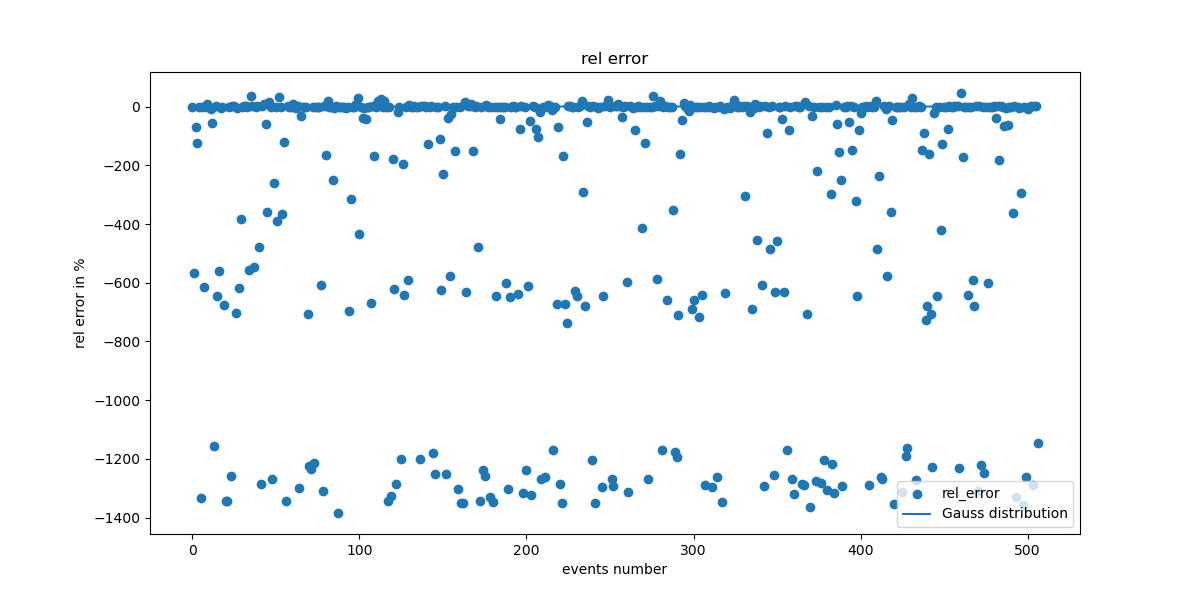 rel error
rel error in %
0
−200
−400
−600
−800
−1000
−1200
−1400
0
100
200
300
400
500
events number
rel_error
Gauss distribution